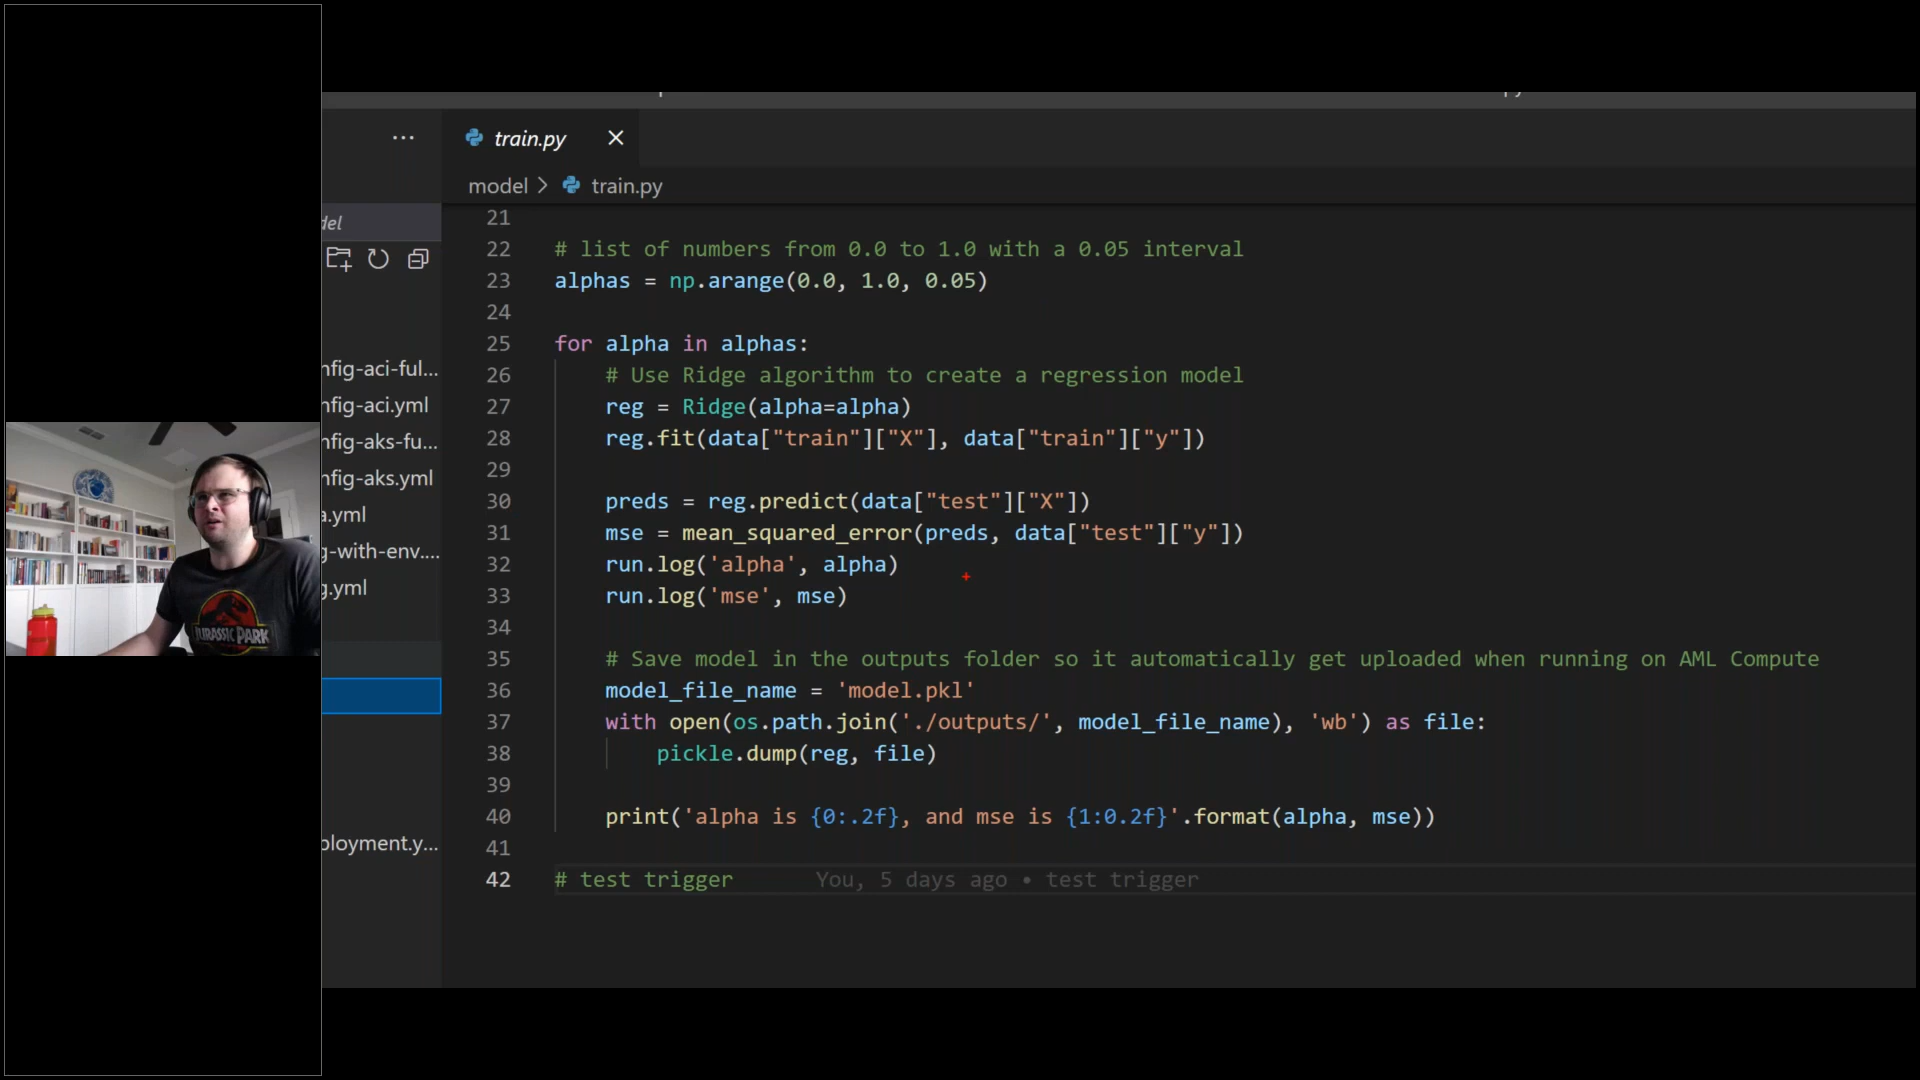 train.py
model > train.py
del
nfig-aci-ful...
nfig-aci.yml
nfig-aks-fu...
nfig-aks.yml
a.yml
g-with-env....
g.yml
ployment.y...
21
22 # list of numbers from 0.0 to 1.0 with a 0.05 interval
23 alphas = np.arange(0.0, 1.0, 0.05)
24
25 for alpha in alphas:
26 # Use Ridge algorithm to create a regression model
27 reg = Ridge(alpha=alpha)
28 reg.fit(data["train"]["X"], data["train"]["y"])
29
30 preds = reg.predict(data["test"]["X"])
31 mse = mean_squared_error(preds, data["test"]["y"])
32 run.log('alpha', alpha)
33 run.log('mse', mse)
34
35 # Save model in the outputs folder so it automatically get uploaded when running on AML Compute
36 model_file_name = 'model.pkl'
37 with open(os.path.join('./outputs/', model_file_name), 'wb') as file:
38 pickle.dump(reg, file)
39
40 print('alpha is {0:.2f}, and mse is {1:0.2f}'.format(alpha, mse))
41
42 # test trigger You, 5 days ago • test trigger
JURASSIC PARK